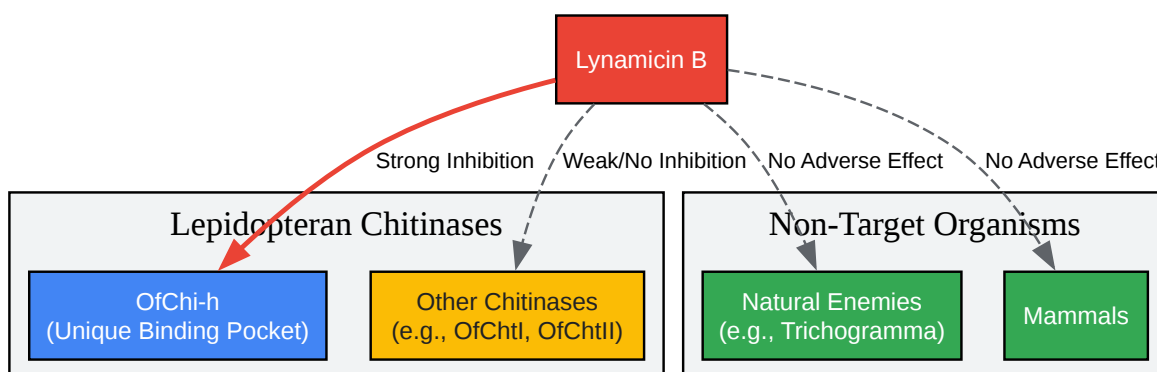 Lynamicin B
Strong Inhibition
Weak/No Inhibition
No Adverse Effect
No Adverse Effect
Lepidopteran Chitinases
Non-Target Organisms
OfChi-h
(Unique Binding Pocket)
Other Chitinases
(e.g., OfChtI, OfChtII)
Natural Enemies
(e.g., Trichogramma)
Mammals